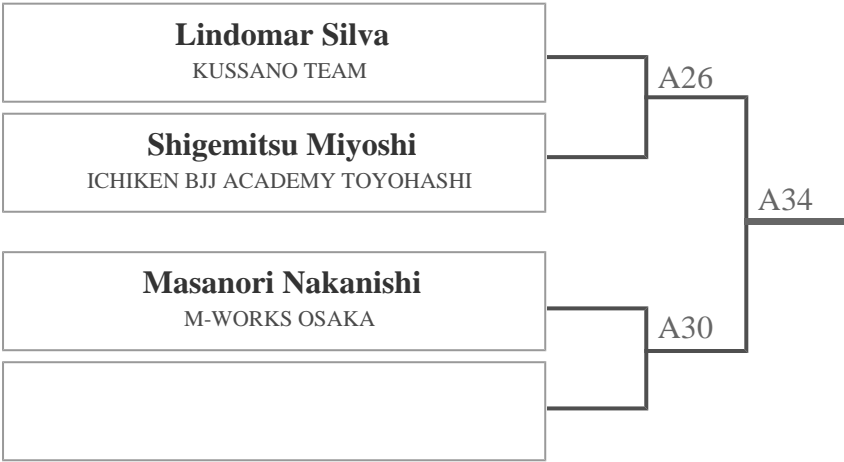 Lindomar Silva
KUSSANO TEAM
A26
Shigemitsu Miyoshi
ICHIKEN BJJ ACADEMY TOYOHASHI
A34
Masanori Nakanishi
M-WORKS OSAKA
A30